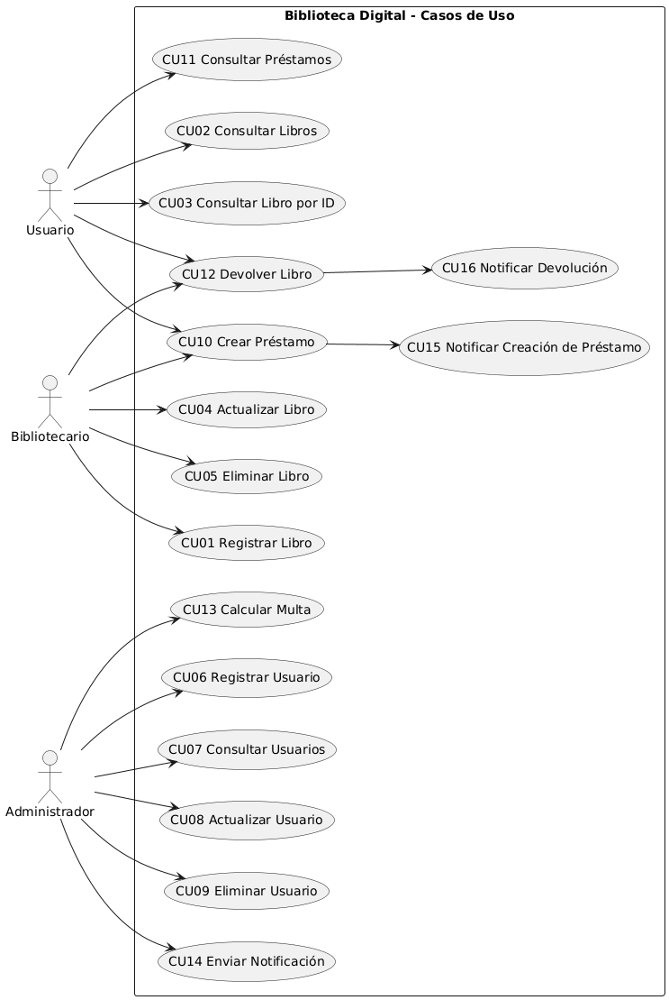 Biblioteca Digital - Casos de Uso
CU11 Consultar Préstamos
CU02 Consultar Libros
CU03 Consultar Libro por ID
Usuario
CU12 Devolver Libro
CU16 Notificar Devolución
CU10 Crear Préstamo
CU15 Notificar Creación de Préstamo
CU04 Actualizar Libro
Bibliotecario
CU05 Eliminar Libro
CU01 Registrar Libro
CU13 Calcular Multa
CU06 Registrar Usuario
CU07 Consultar Usuarios
Administrador
CU08 Actualizar Usuario
CU09 Eliminar Usuario
CU14 Enviar Notificación